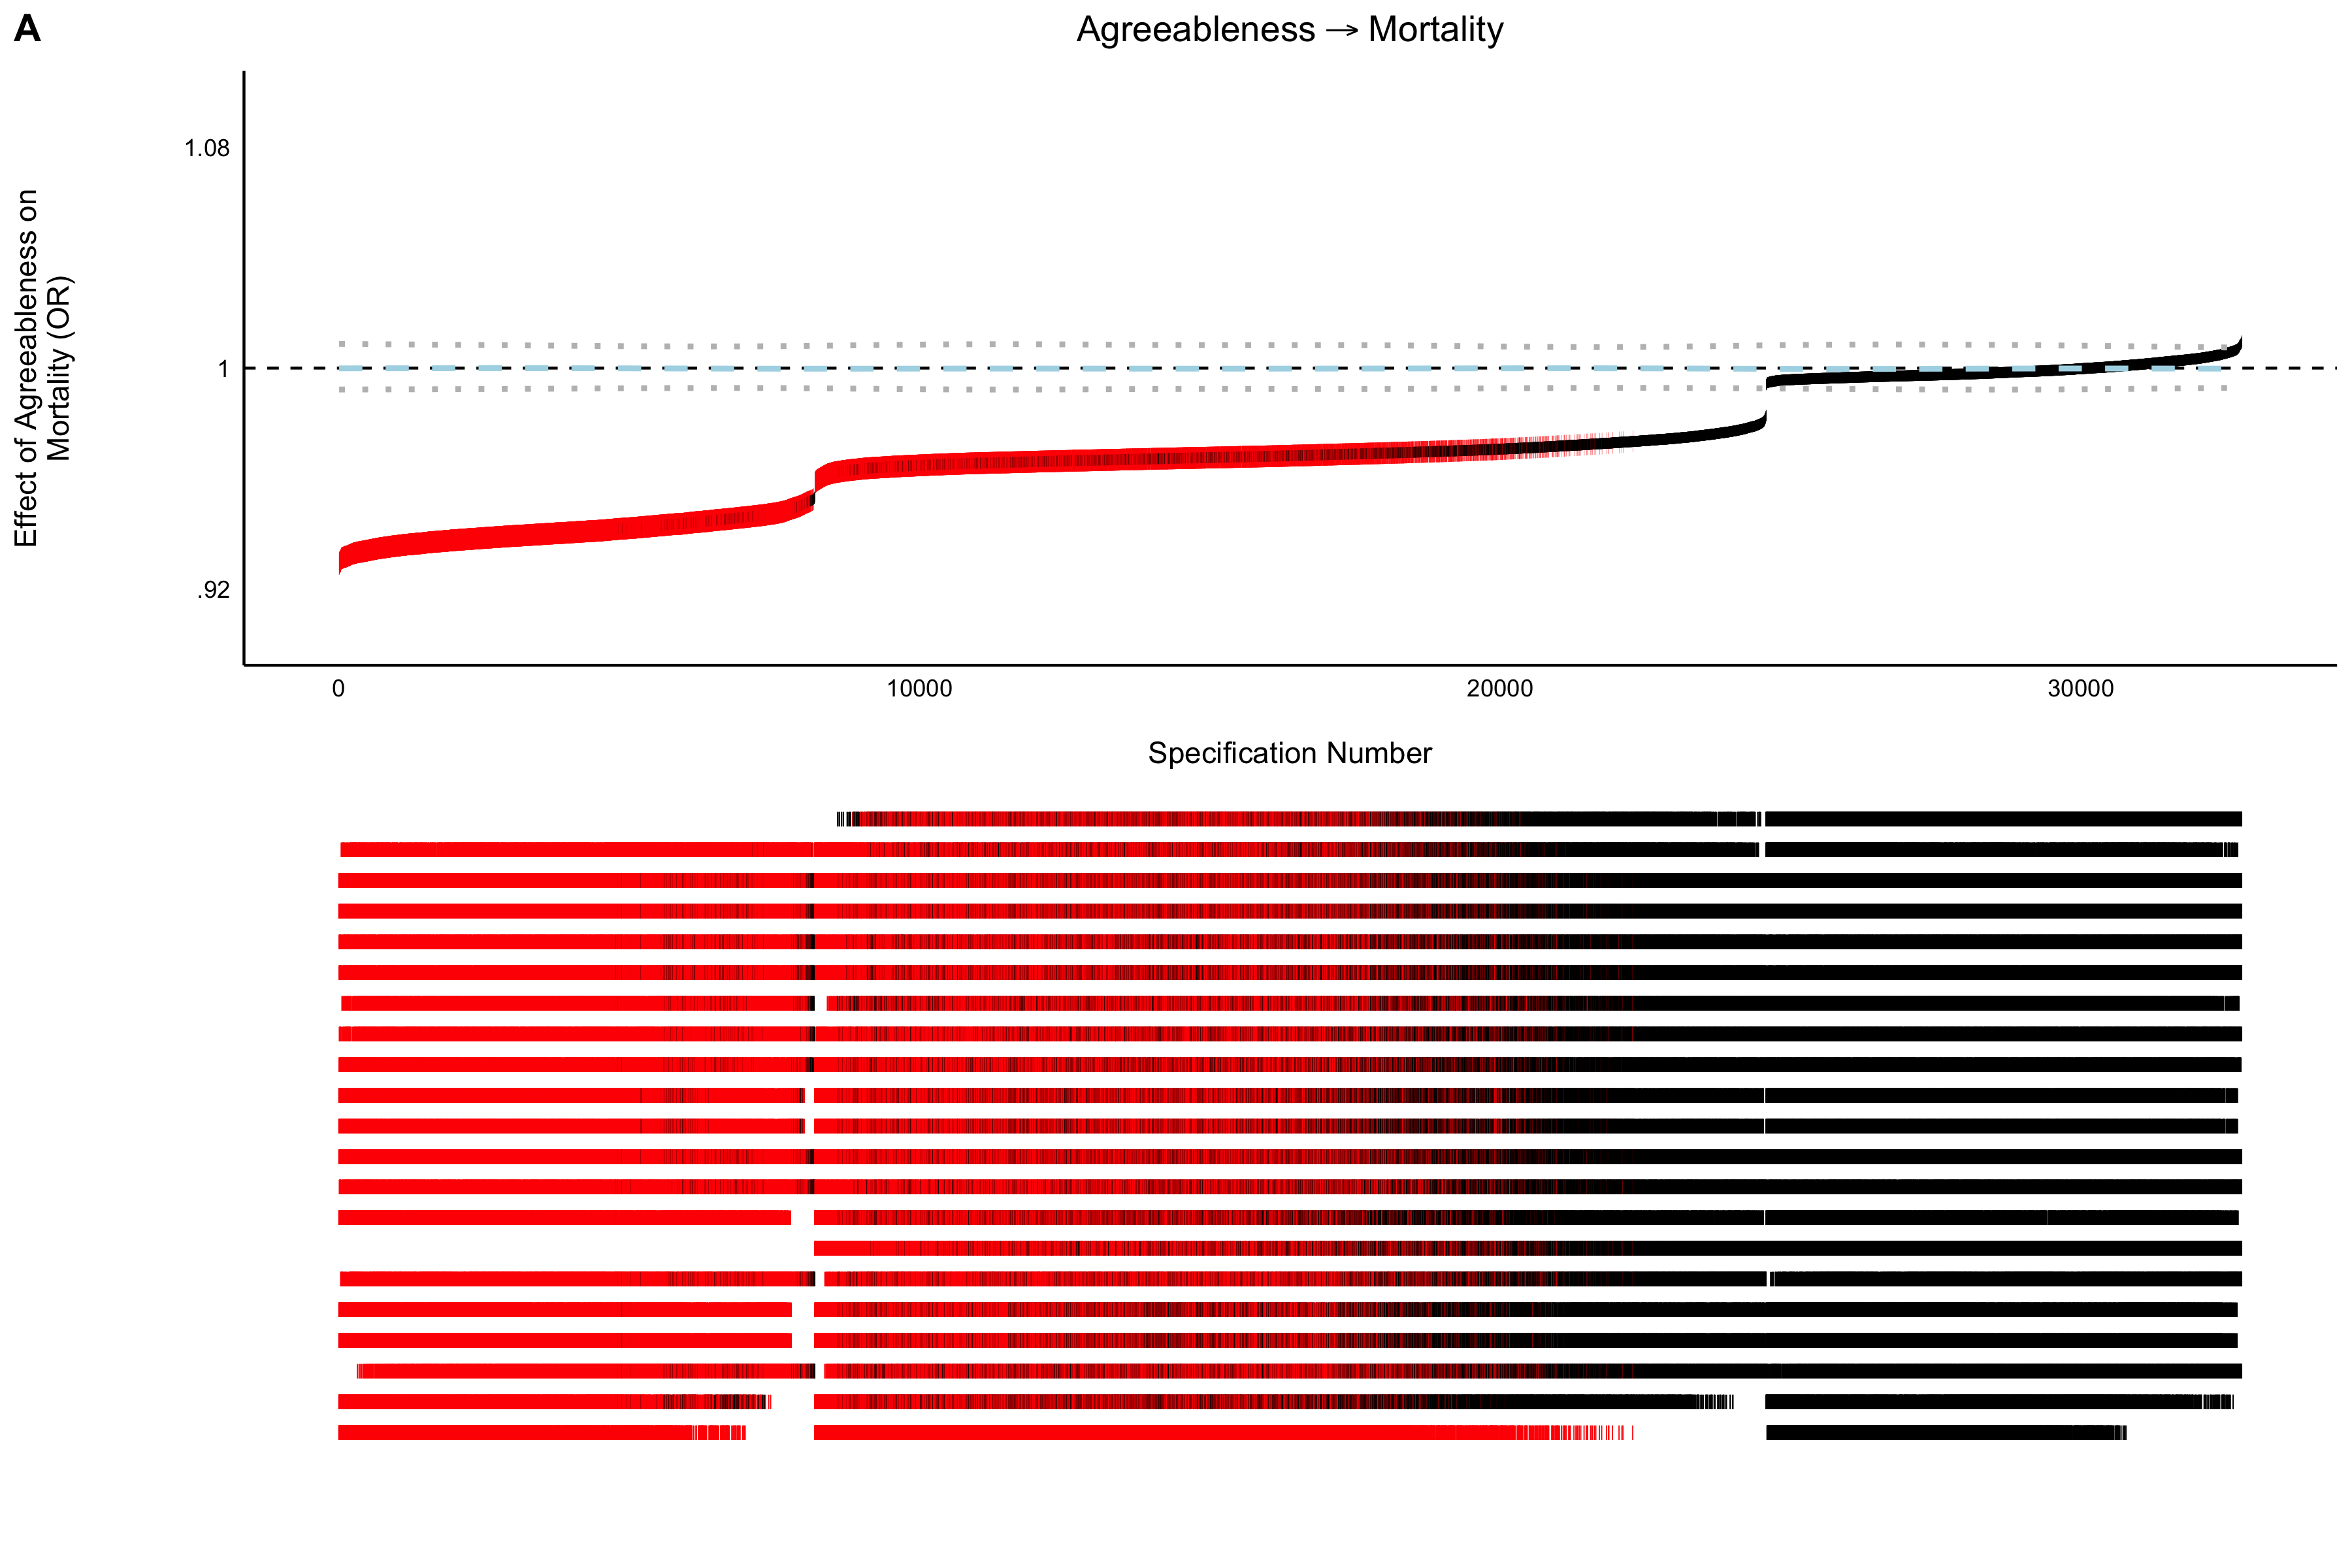 A
Agreeableness → Mortality
Effect of Agreeableness on
Mortality (OR)
1.08
1
.92
0
10000
20000
30000
Specification Number